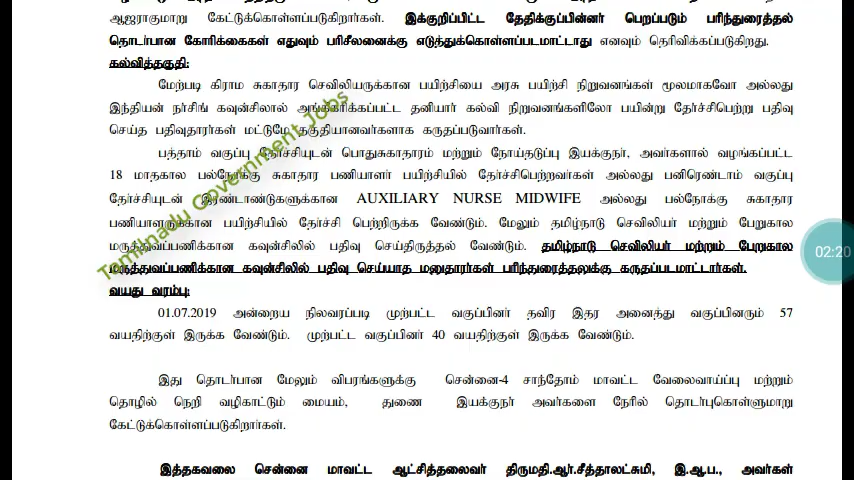 ஆஜராகுமாறு கேட்டுக்கொள்ளப்படுகிறார்கள். இக்குறிப்பிட்ட தேதிக்குப்பின்னர் பெறப்படும் பரிந்துரைத்தல்
தொடர்பான கோரிக்கைகள் எதுவும் பரிசீலனைக்கு எடுத்துக்கொள்ளப்படமாட்டாது எனவும் தெரிவிக்கப்படுகிறது.
கல்வித்தகுதி:
மேற்படி கிராம சுகாதார செவிலியருக்கான பயிற்சியை அரசு பயிற்சி நிறுவனங்கள் மூலமாகவோ அல்லது
இந்தியன் நர்சிங் கவுன்சிலால் அங்கீகரிக்கப்பட்ட தனியார் கல்வி நிறுவனங்களிலோ பயின்று தேர்ச்சிபெற்று பதிவு
செய்த பதிவுதாரர்கள் மட்டுமே தகுதியானவர்களாக கருதப்படுவார்கள்.
பத்தாம் வகுப்பு தேர்ச்சியுடன் பொதுசுகாதாரம் மற்றும் நோய்தடுப்பு இயக்குநர், அவர்களால் வழங்கப்பட்ட
18 மாதகால பல்நோக்கு சுகாதார பணியாளர் பயிற்சியில் தேர்ச்சிபெற்றவர்கள் அல்லது பனிரெண்டாம் வகுப்பு
தேர்ச்சியுடன் இரண்டாண்டுகளுக்கான AUXILIARY NURSE MIDWIFE அல்லது பல்நோக்கு சுகாதார
பணியாளருக்கான பயிற்சியில் தேர்ச்சி பெற்றிருக்க வேண்டும். மேலும் தமிழ்நாடு செவிலியர் மற்றும் பேறுகால
மருத்துவப்பணிக்கான கவுன்சிலில் பதிவு செய்திருத்தல் வேண்டும். தமிழ்நாடு செவிலியர் மற்றும் பேறுகால
மருத்துவப்பணிக்கான கவுன்சிலில் பதிவு செய்யாத மனுதாரர்கள் பரிந்துரைத்தலுக்கு கருதப்படமாட்டார்கள்.
வயது வரம்பு:
01.07.2019 அன்றைய நிலவரப்படி முற்பட்ட வகுப்பினர் தவிர இதர அனைத்து வகுப்பினரும் 57
வயதிற்குள் இருக்க வேண்டும். முற்பட்ட வகுப்பினர் 40 வயதிற்குள் இருக்க வேண்டும்.
இது தொடர்பான மேலும் விபரங்களுக்கு சென்னை-4 சாந்தோம் மாவட்ட வேலைவாய்ப்பு மற்றும்
தொழில் நெறி வழிகாட்டும் மையம், துணை இயக்குநர் அவர்களை நேரில் தொடர்புகொள்ளுமாறு
கேட்டுக்கொள்ளப்படுகிறார்கள்.
இத்தகவலை சென்னை மாவட்ட ஆட்சித்தலைவர் திருமதி.ஆர்.சீத்தாலட்சுமி, இ.ஆ.ப., அவர்கள்
Tamilnadu Government Jobs
02:20